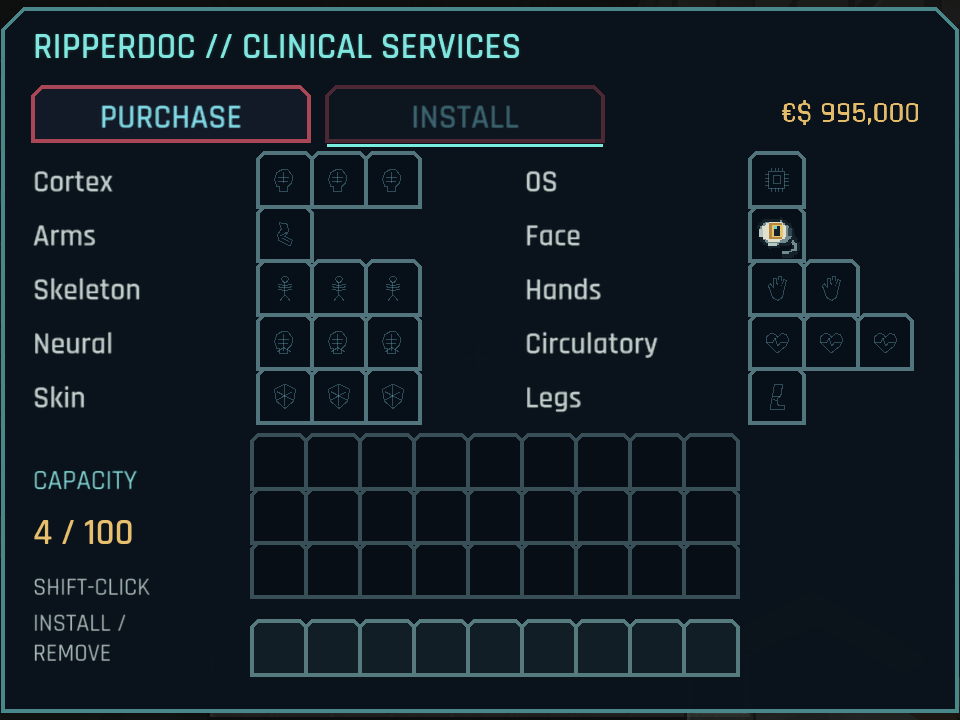 RIPPERDOC // CLINICAL SERVICES
PURCHASE
INSTALL
€$ 995,000
Cortex
OS
Arms
Face
Skeleton
Hands
Neural
Circulatory
Skin
Legs
CAPACITY
4 / 100
SHIFT-CLICK
INSTALL /
REMOVE